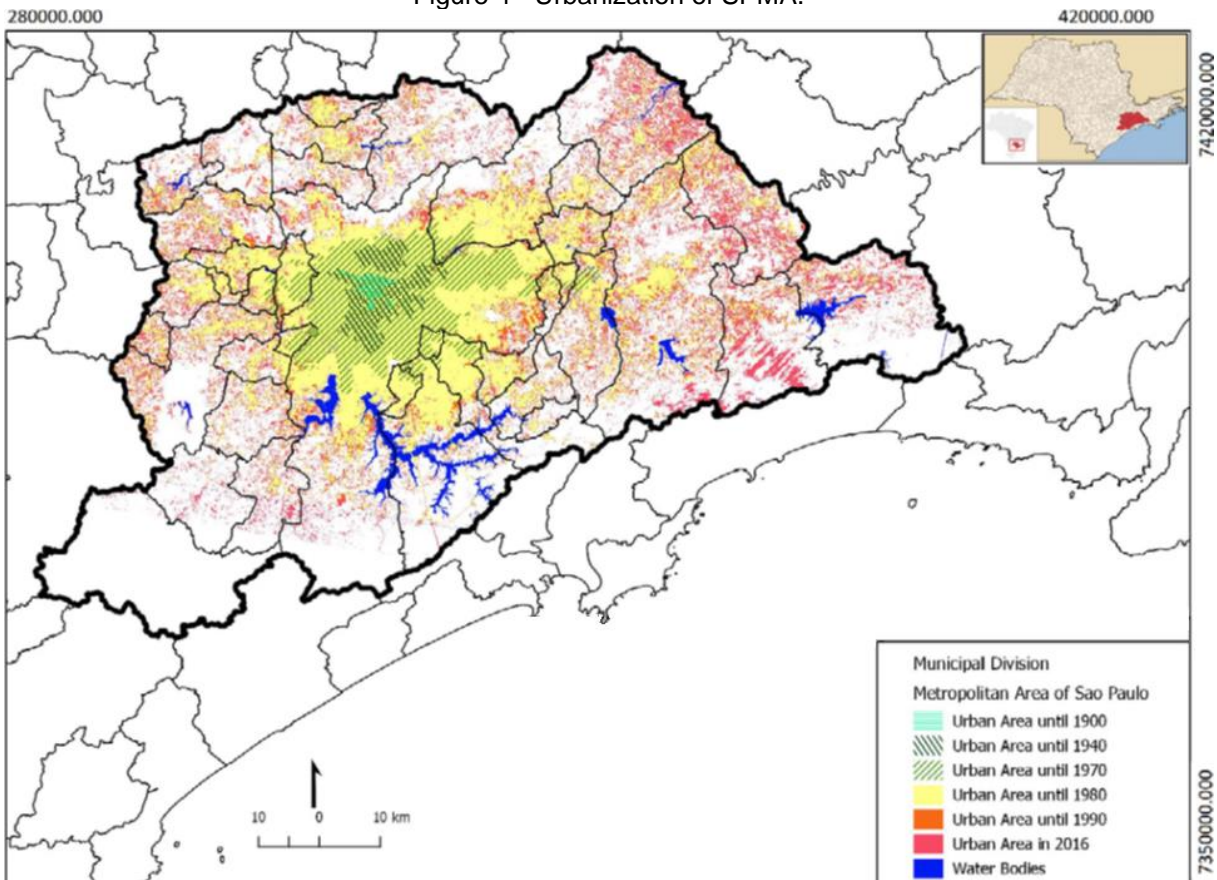 Figure 1 - Urbanization of SPMA.
280000.000
420000.000
7420000.000
Municipal Division
Metropolitan Area of Sao Paulo
Urban Area until 1900
Urban Area until 1940
Urban Area until 1970
Urban Area until 1980
Urban Area until 1990
Urban Area in 2016
Water Bodies
10 0 10 km
7350000.000